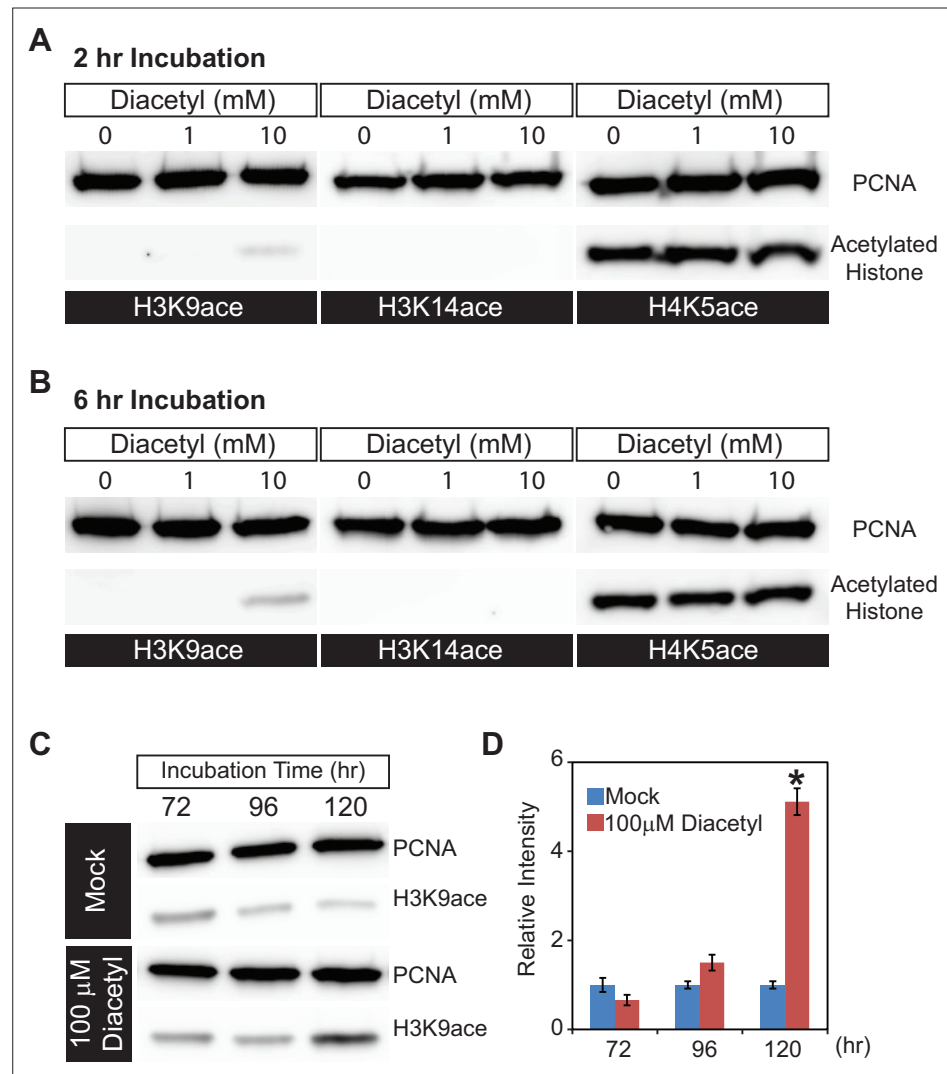 A
2 hr Incubation
Diacetyl (mM) Diacetyl (mM) Diacetyl (mM)
0 1 10 0 1 10 0 1 10
PCNA
Acetylated
Histone
H3K9ace H3K14ace H4K5ace
B
6 hr Incubation
Diacetyl (mM) Diacetyl (mM) Diacetyl (mM)
0 1 10 0 1 10 0 1 10
PCNA
Acetylated
Histone
H3K9ace H3K14ace H4K5ace
C
Incubation Time (hr)
72 96 120
Mock
PCNA
H3K9ace
100 μM
Diacetyl
PCNA
H3K9ace
D
Relative Intensity
6
4
2
0
Mock
100μM Diacetyl
*
72 96 120 (hr)